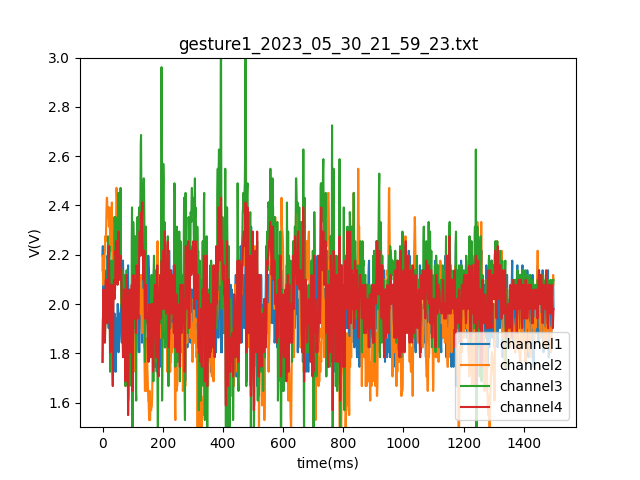 gesture1_2023_05_30_21_59_23.txt
3.0
2.8
2.6
2.4
2.2
2.0
1.8
1.6
V(V)
channel1
channel2
channel3
channel4
0 200 400 600 800 1000 1200 1400
time(ms)